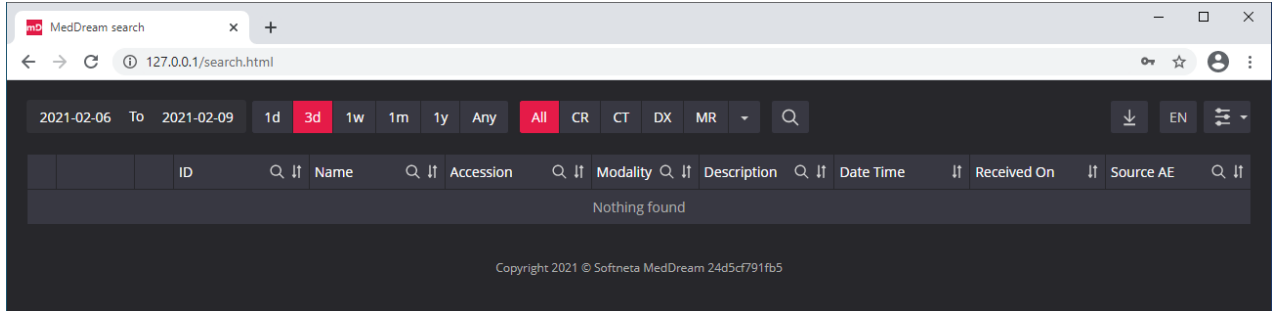 mD MedDream search
127.0.0.1/search.html
2021-02-06 To 2021-02-09 1d 3d 1w 1m 1y Any All CR CT DX MR EN
ID Name Accession Modality Description Date Time Received On Source AE
Nothing found
Copyright 2021 © Softneta MedDream 24d5cf791fb5